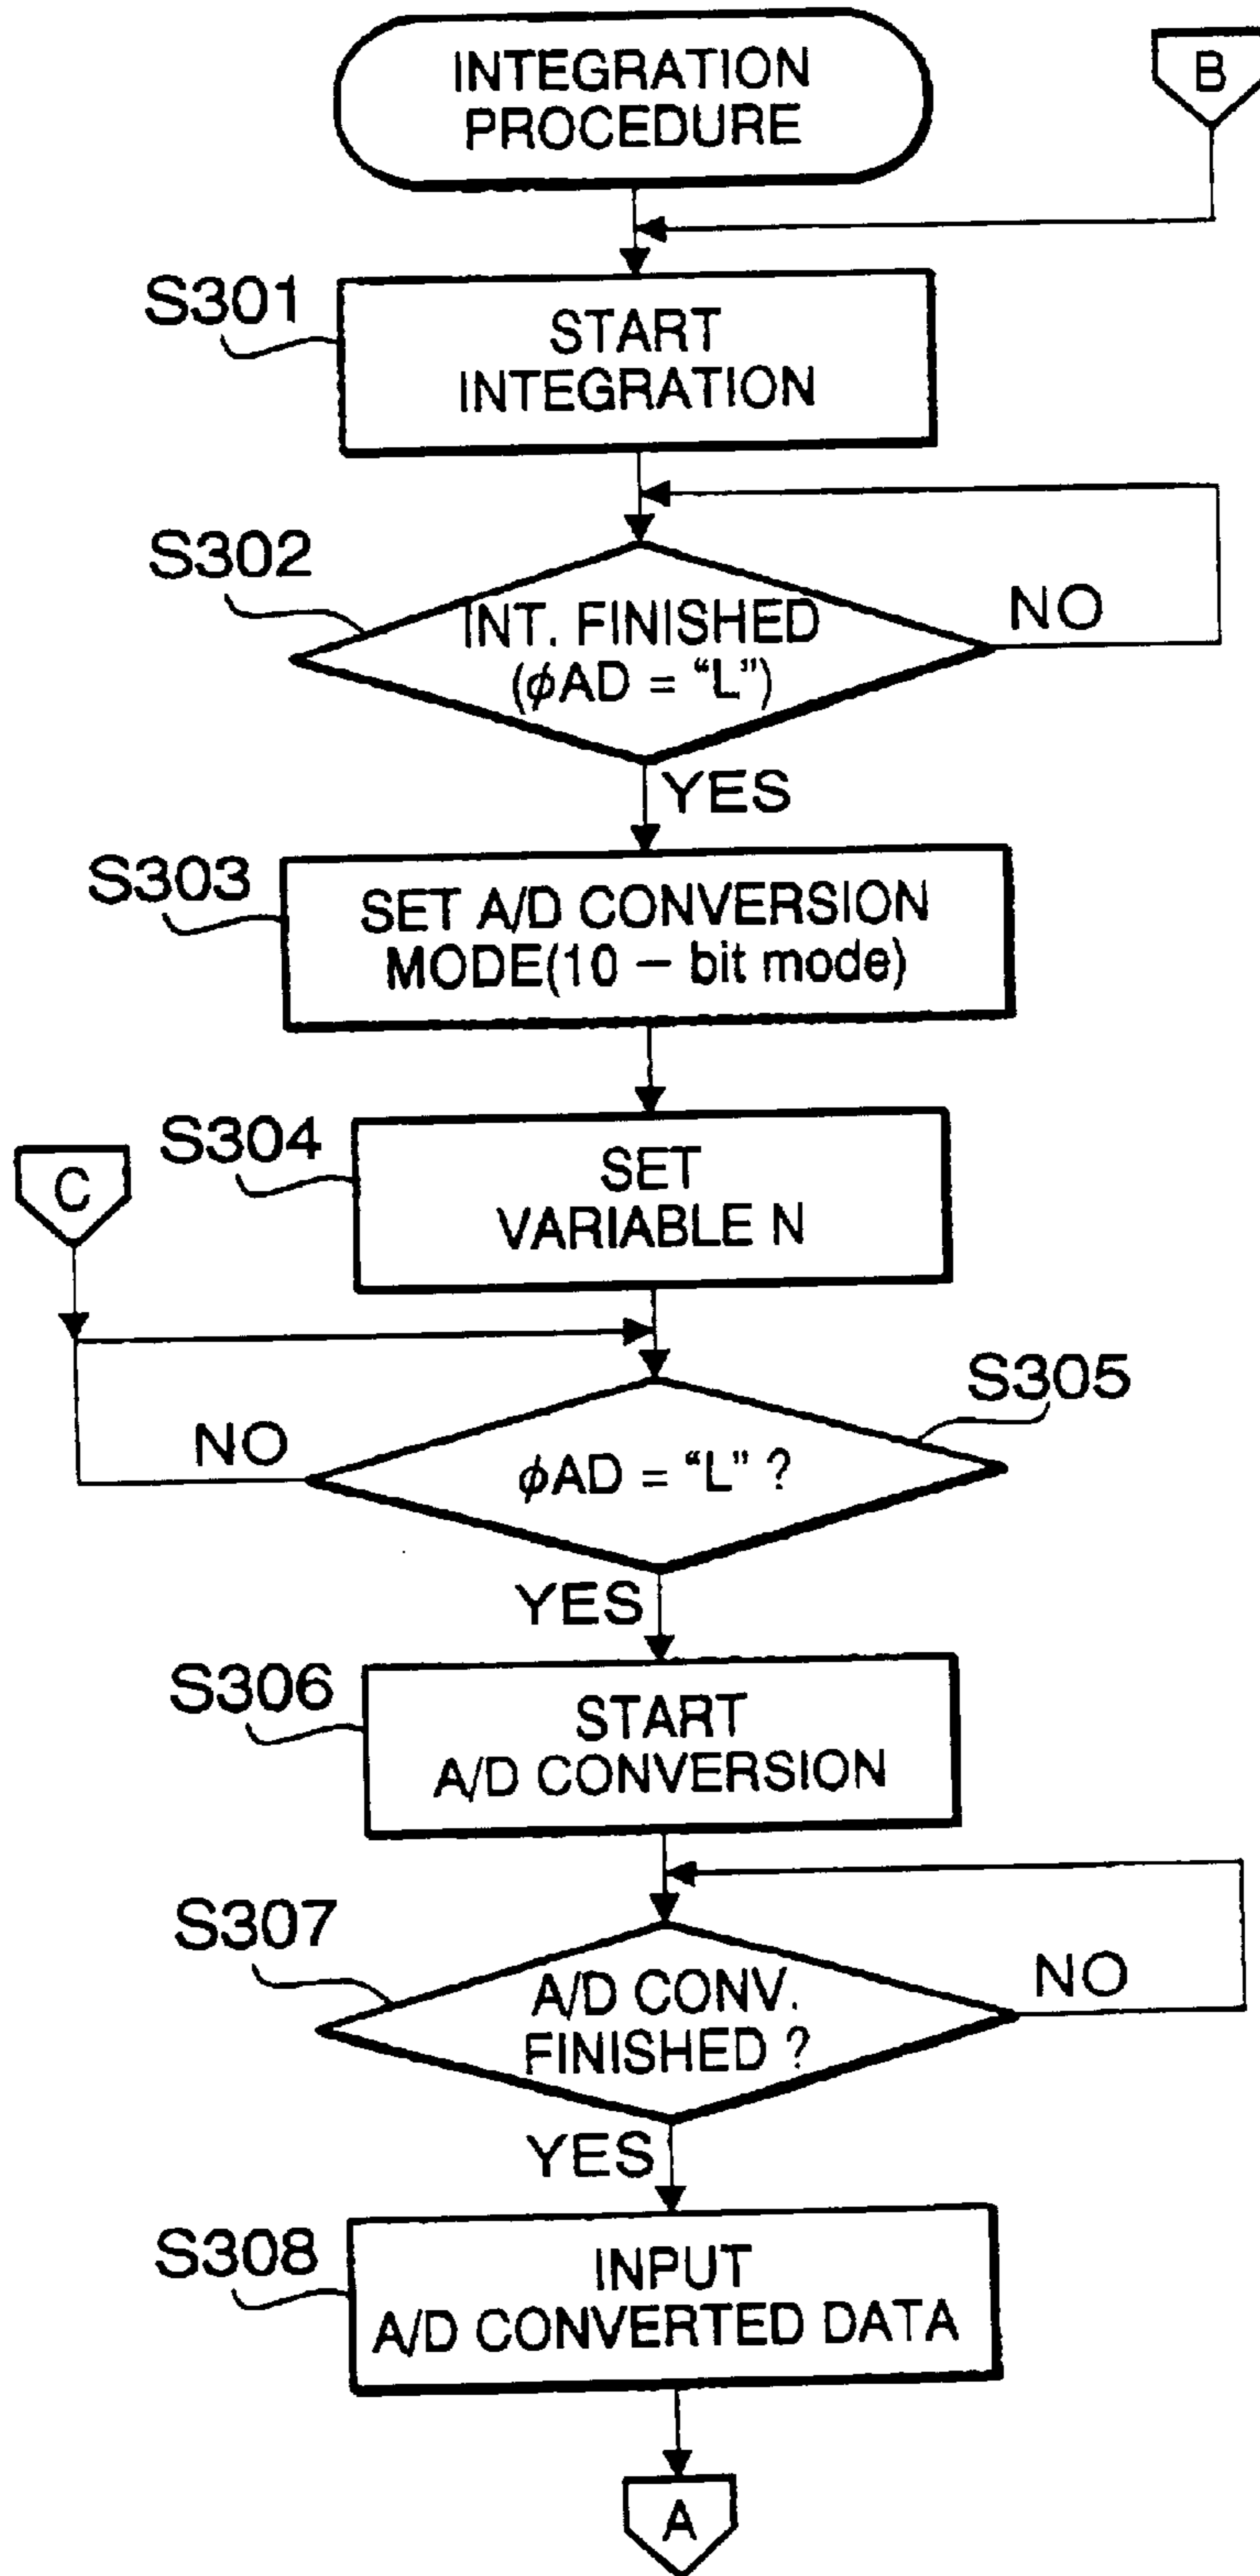 INTEGRATION
PROCEDURE
B
S301
START
INTEGRATION
S302
INT. FINISHED
(ϕAD = “L”)
NO
YES
S303
SET A/D CONVERSION
MODE(10 – bit mode)
S304
SET
VARIABLE N
C
S305
ϕAD = “L” ?
NO
YES
S306
START
A/D CONVERSION
S307
A/D CONV.
FINISHED ?
NO
YES
S308
INPUT
A/D CONVERTED DATA
A